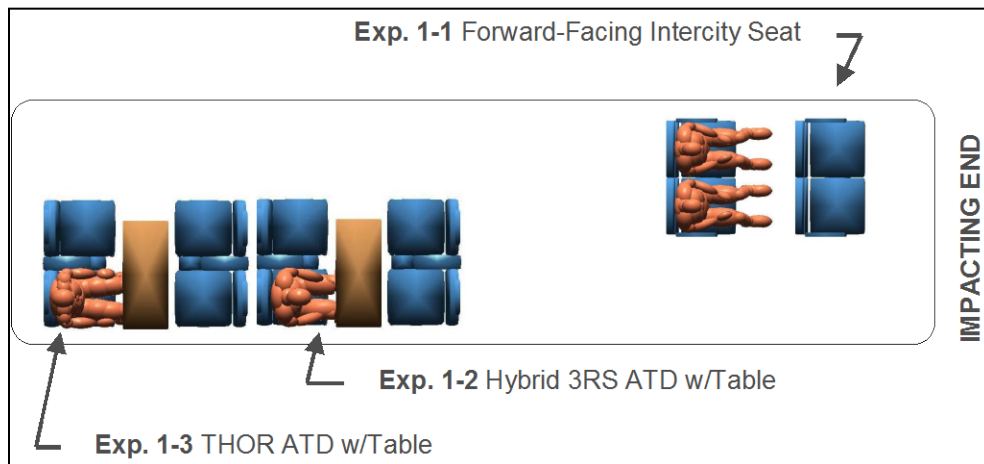 Exp. 1-1 Forward-Facing Intercity Seat
IMPACTING END
Exp. 1-2 Hybrid 3RS ATD w/Table
Exp. 1-3 THOR ATD w/Table